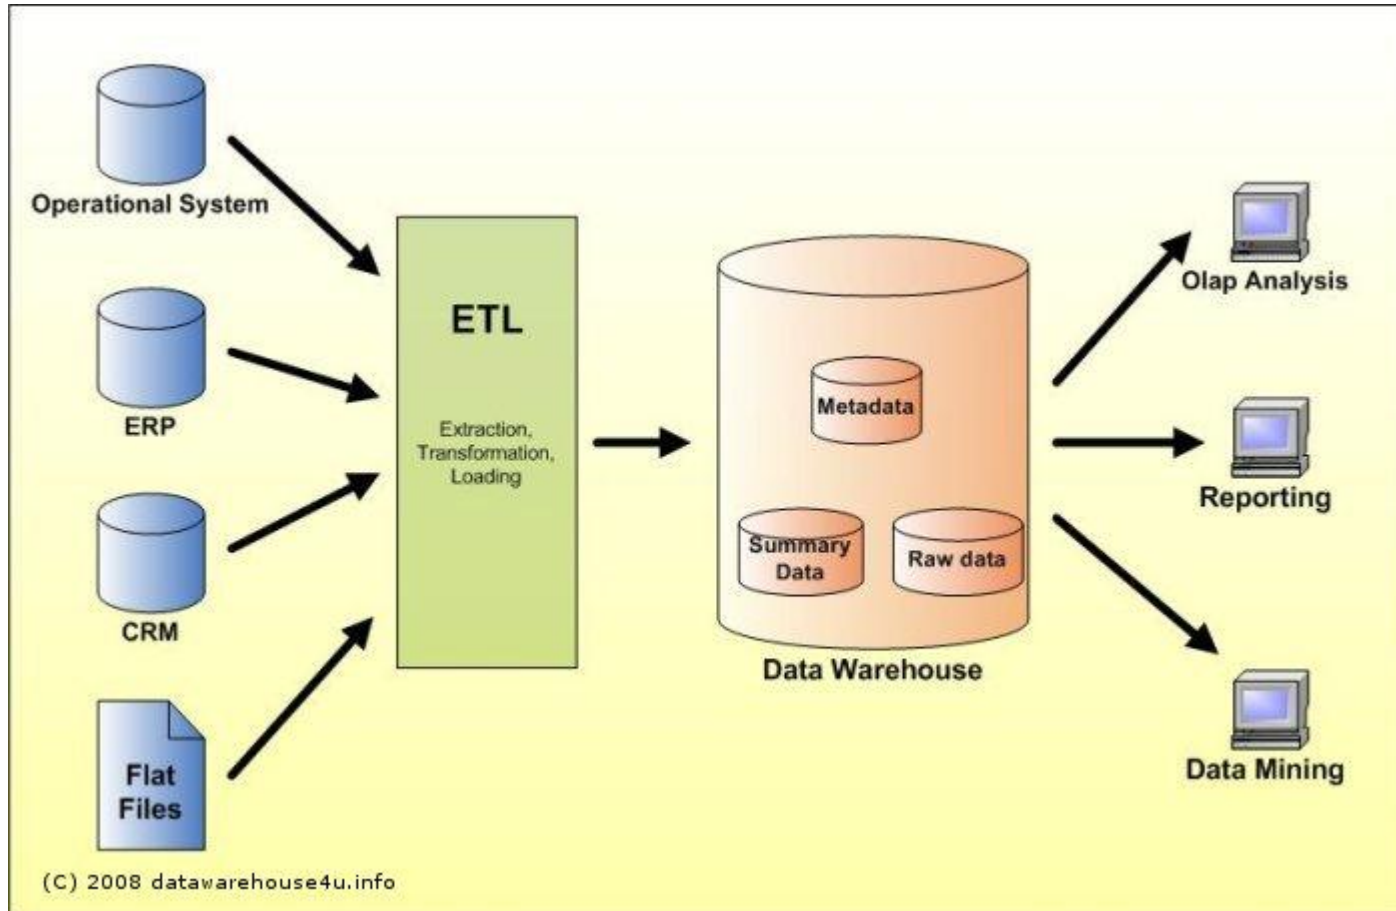 Operational System
ERP
CRM
Flat
Files
ETL
Extraction,
Transformation,
Loading
Metadata
Summary
Data
Raw data
Data Warehouse
Olap Analysis
Reporting
Data Mining
(C) 2008 datawarehouse4u.info